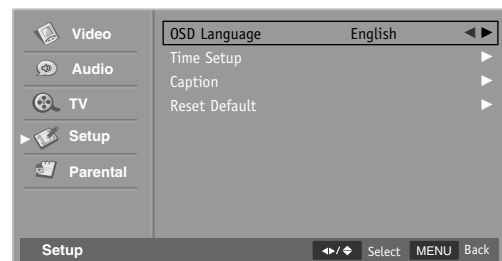 Video
Audio
TV
Setup
Parental
OSD Language English
Time Setup
Caption
Reset Default
Setup Select MENU Back